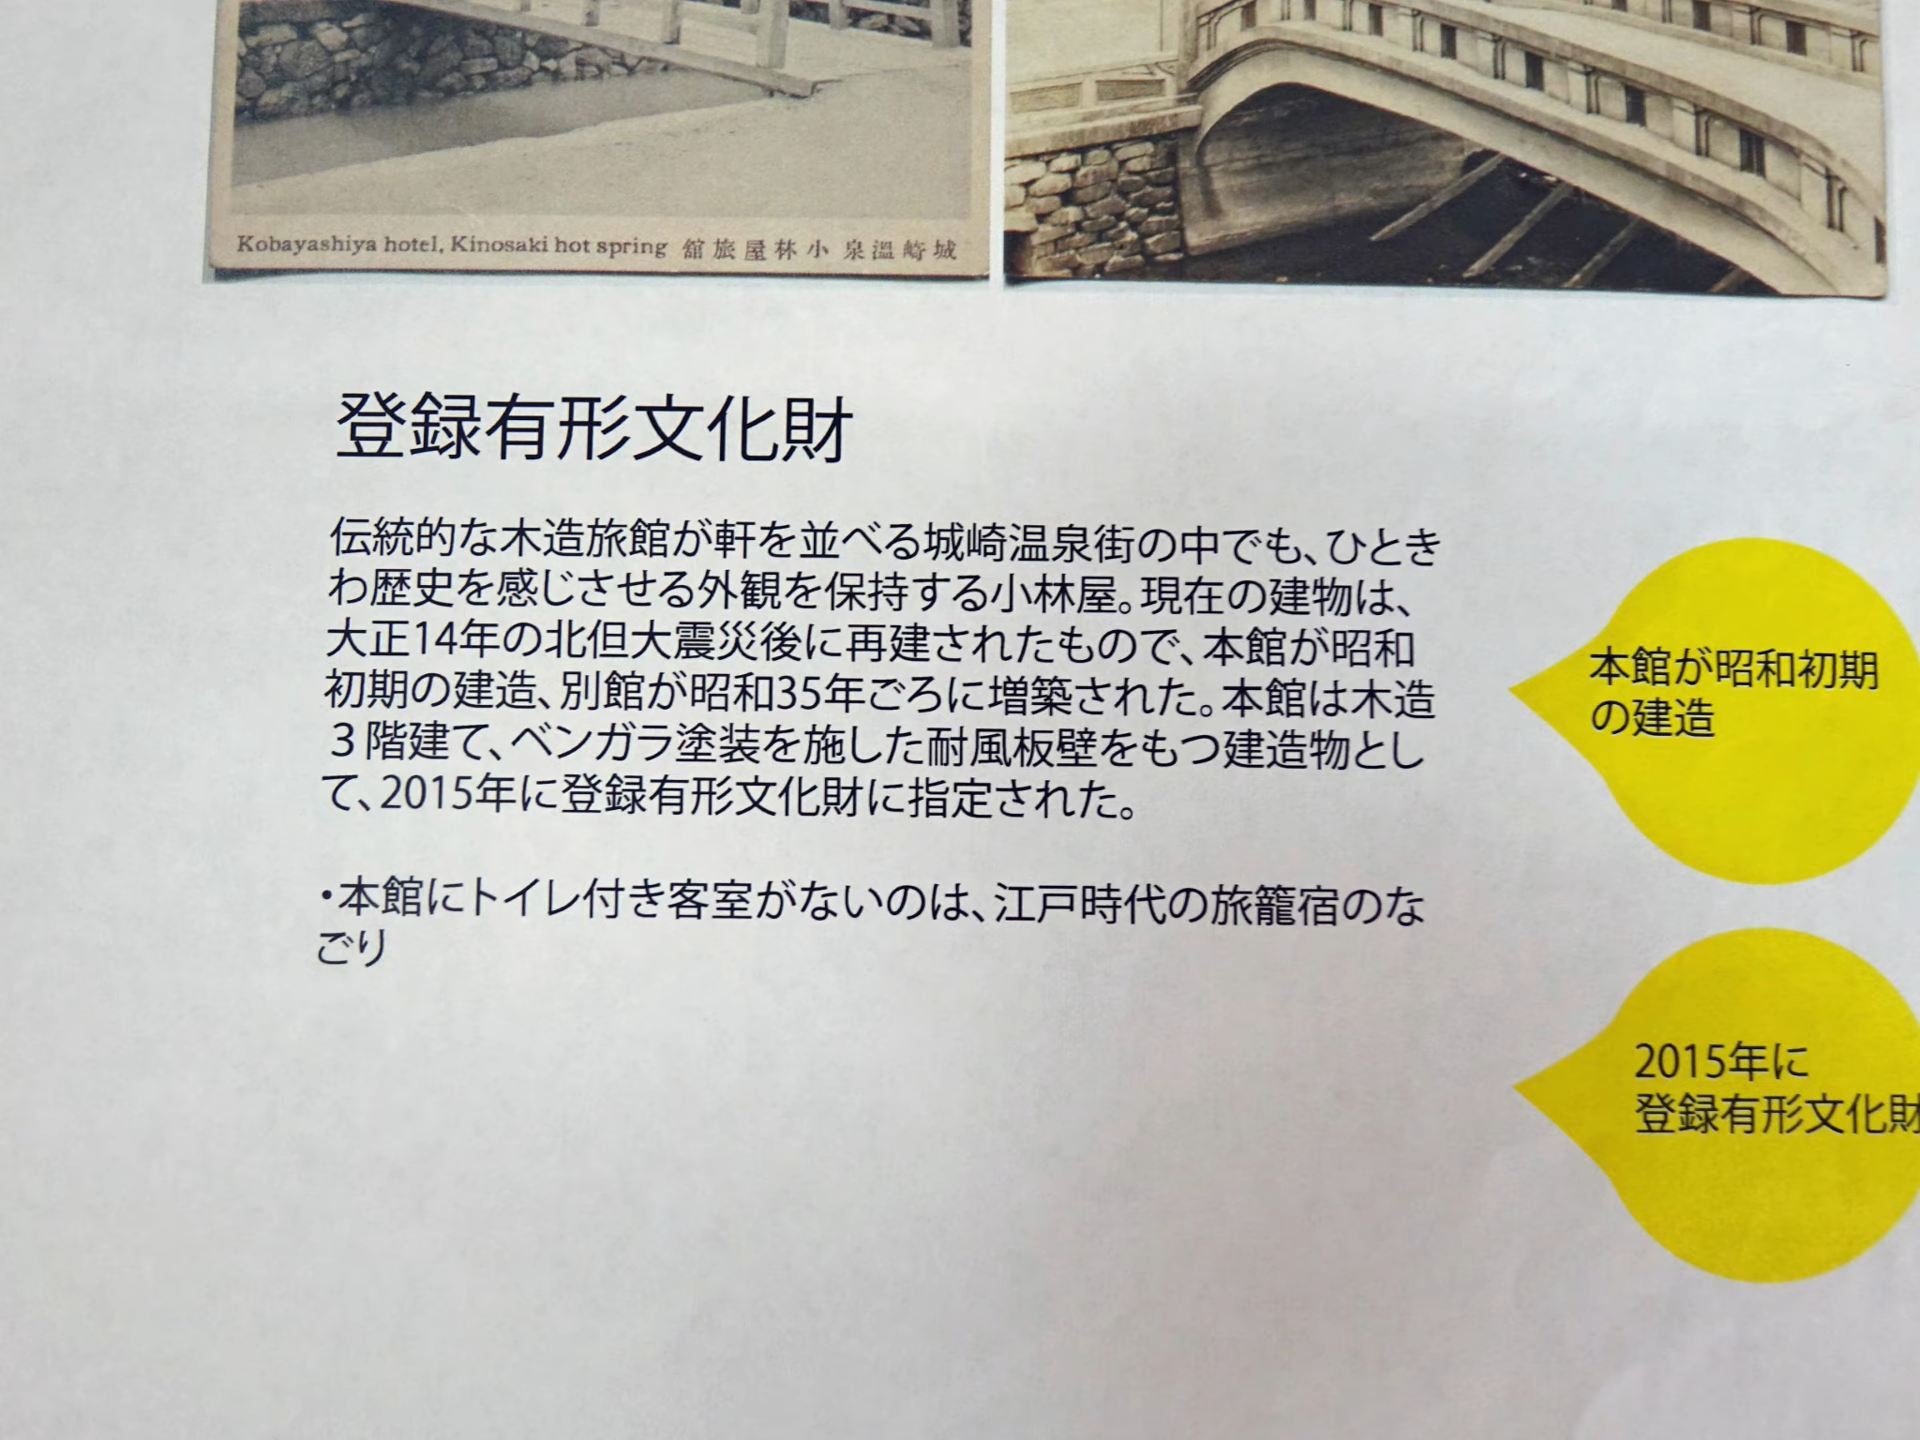 Kobayashiya hotel, Kinosaki hot spring 舘旅屋林小 泉溫崎城
登録有形文化財
伝統的な木造旅館が軒を並べる城崎温泉街の中でも、ひとき
わ歴史を感じさせる外観を保持する小林屋。現在の建物は、
大正14年の北但大震災後に再建されたもので、本館が昭和
初期の建造、別館が昭和35年ごろに増築された。本館は木造
３階建て、ベンガラ塗装を施した耐風板壁をもつ建造物とし
て、2015年に登録有形文化財に指定された。
・本館にトイレ付き客室がないのは、江戸時代の旅籠宿のな
ごり
本館が昭和初期
の建造
2015年に
登録有形文化財